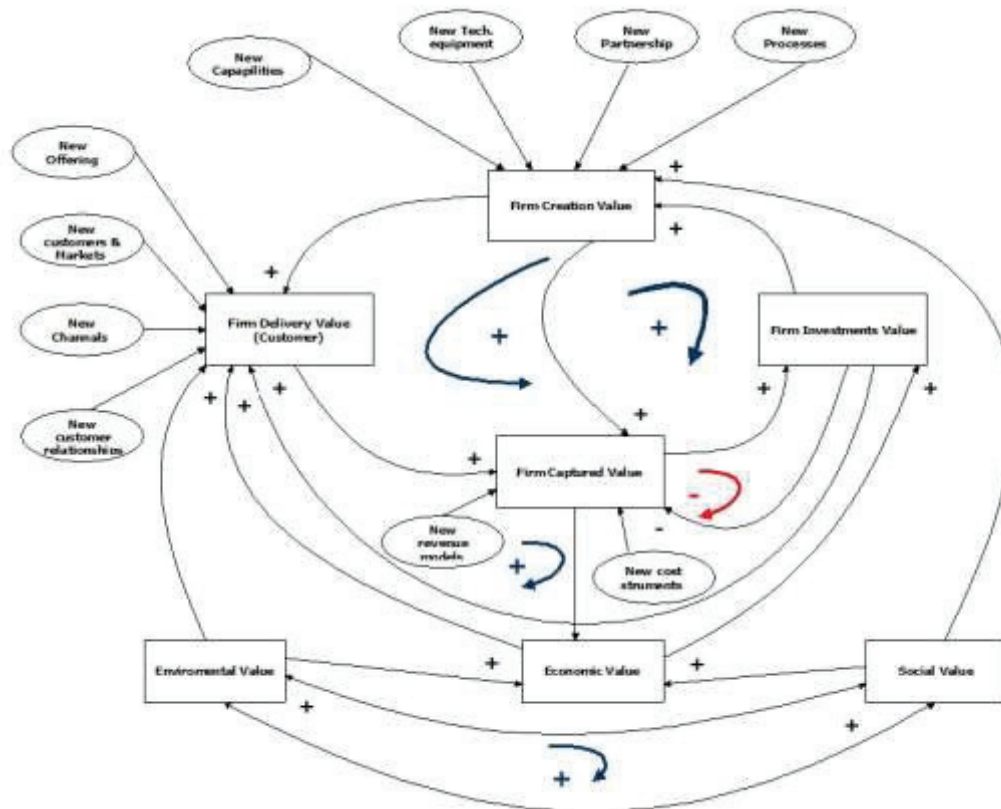 New Tech.
equipment
New
Partnership
New
Processes
New
Capapilities
New
Offering
+
Firm Creation Value
+
New
customers &
Markets
+
Firm Delivery Value
(Customer)
+
+
Firm Investments Value
New
Channels
+
+
+
+
+
New
customer
relationships
+
+
Firm Captured Value
-
-
New
revenue
models
+
New cost
struments
Enviromental Value
+
Economic Value
+
Social Value
+
+
+